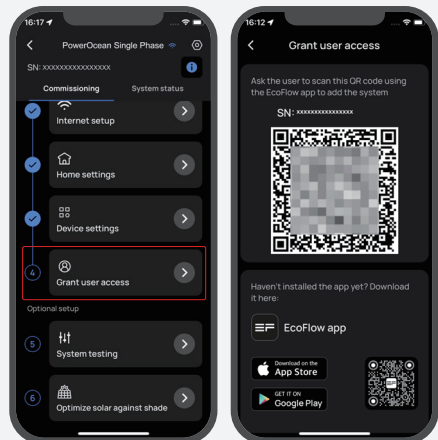 16:17
PowerOcean Single Phase
SN: xxxxxxxxxxxxxxxx
Commissioning
System status
Internet setup
Home settings
Device settings
4
Grant user access
Optional setup
5
System testing
6
Optimize solar against shade
16:12
Grant user access
Ask the user to scan this QR code using
the EcoFlow app to add the system
SN: xxxxxxxxxxxxxxxx
Haven't installed the app yet? Download
it here:
EcoFlow app
Download on the
App Store
GET IT ON
Google Play